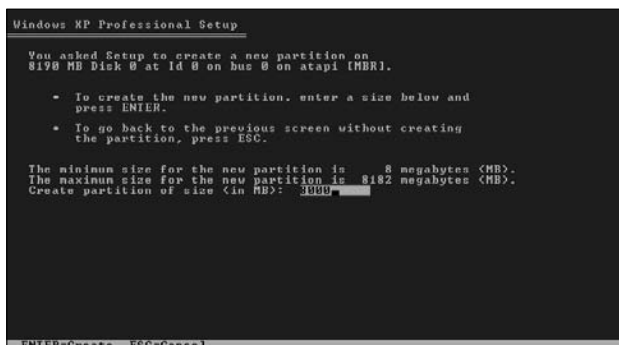 Windows XP Professional Setup
You asked Setup to create a new partition on
8190 MB Disk 0 at Id 0 on bus 0 on atapi [MBR].
• To create the new partition, enter a size below and
press ENTER.
• To go back to the previous screen without creating
the partition, press ESC.
The minimum size for the new partition is 8 megabytes (MB).
The maximum size for the new partition is 8182 megabytes (MB).
Create partition of size (in MB): 8000_
ENTER=Create ESC=Cancel